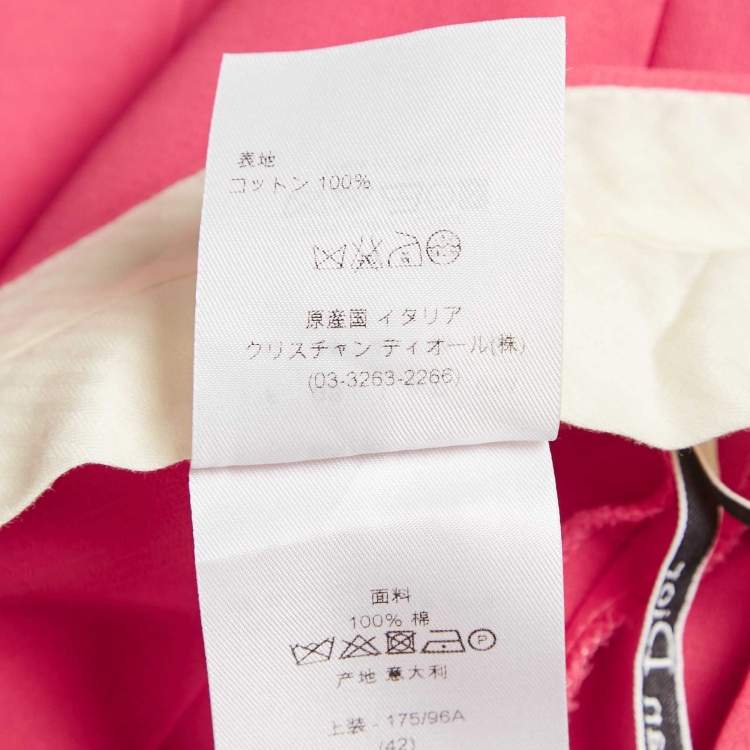 表地
コットン 100%
原産国 イタリア
クリスチャン ディオール(株)
(03-3263-2266)
面料
100% 棉
P
产地 意大利
上装 - 175/96A
(42)
Dior